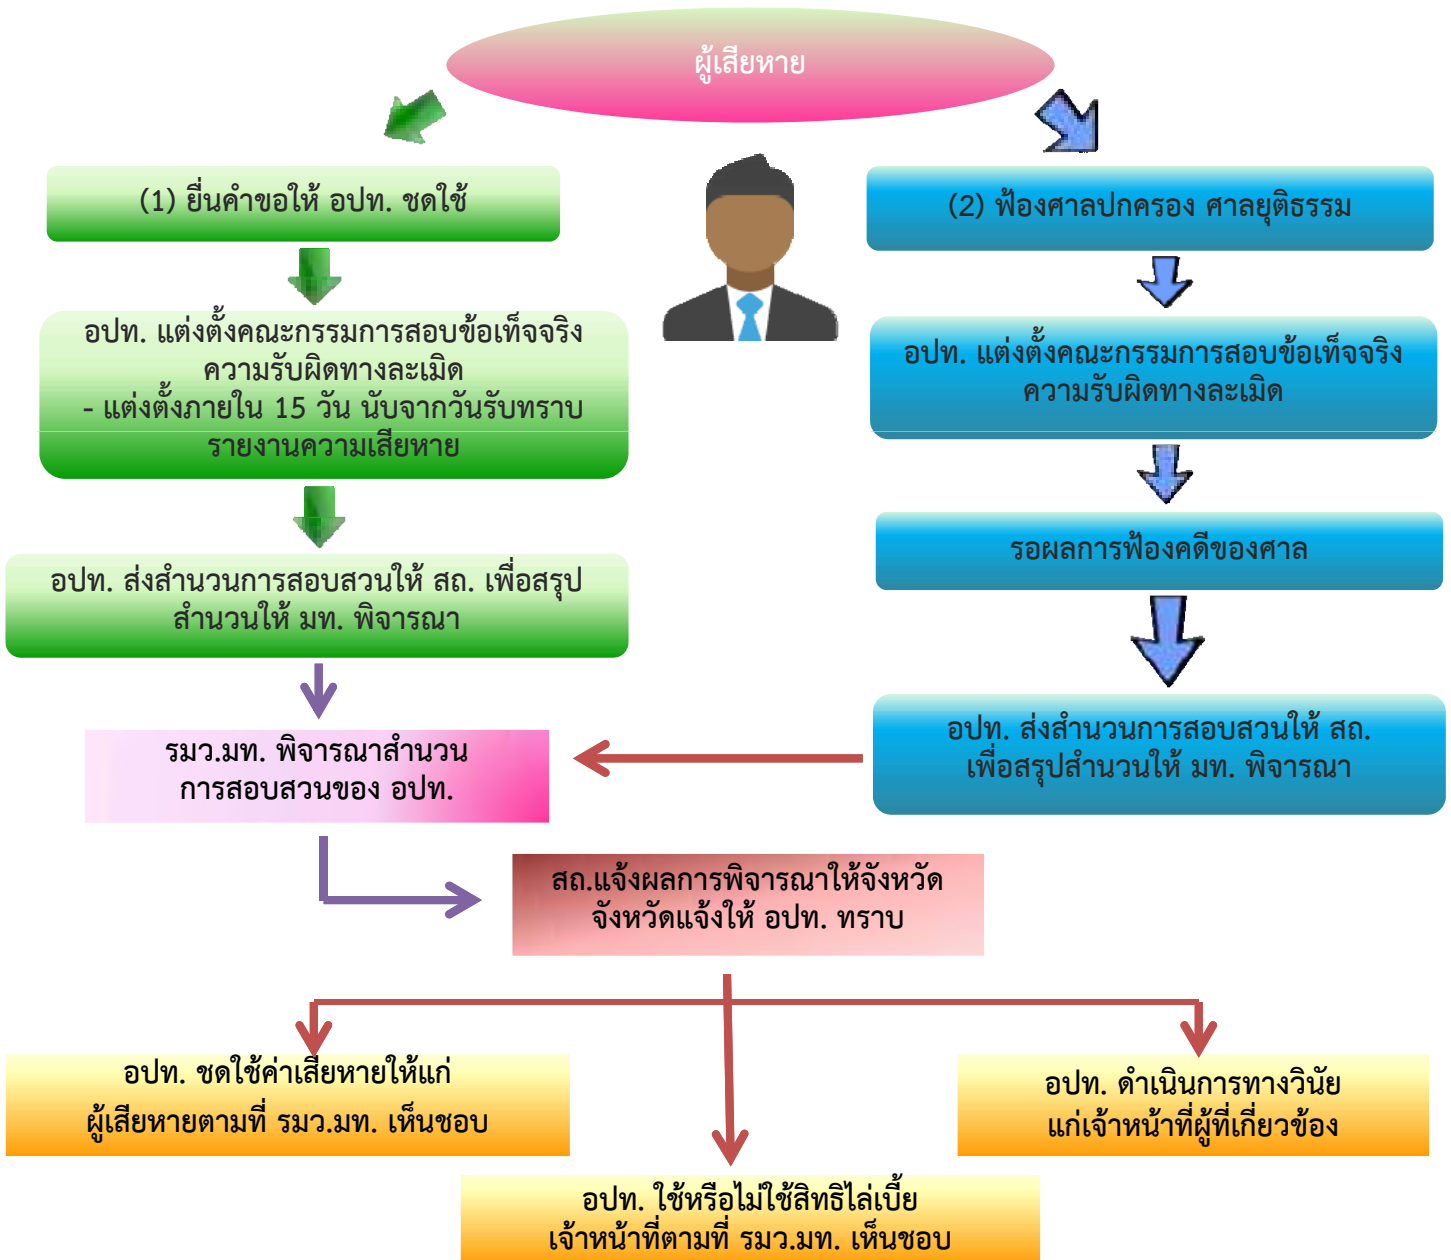 ผู้เสียหาย
(1) ยื่นคำขอให้ อปท. ชดใช้
อปท. แต่งตั้งคณะกรรมการสอบข้อเท็จจริง
ความรับผิดทางละเมิด
- แต่งตั้งภายใน 15 วัน นับจากวันรับทราบ
รายงานความเสียหาย
อปท. ส่งสำนวนการสอบสวนให้ สถ. เพื่อสรุป
สำนวนให้ มท. พิจารณา
(2) ฟ้องศาลปกครอง ศาลยุติธรรม
อปท. แต่งตั้งคณะกรรมการสอบข้อเท็จจริง
ความรับผิดทางละเมิด
รอผลการฟ้องคดีของศาล
อปท. ส่งสำนวนการสอบสวนให้ สถ.
เพื่อสรุปสำนวนให้ มท. พิจารณา
รมว.มท. พิจารณาสำนวน
การสอบสวนของ อปท.
สถ.แจ้งผลการพิจารณาให้จังหวัด
จังหวัดแจ้งให้ อปท. ทราบ
อปท. ชดใช้ค่าเสียหายให้แก่
ผู้เสียหายตามที่ รมว.มท. เห็นชอบ
อปท. ใช้หรือไม่ใช้สิทธิไล่เบี้ย
เจ้าหน้าที่ตามที่ รมว.มท. เห็นชอบ
อปท. ดำเนินการทางวินัย
แก่เจ้าหน้าที่ผู้ที่เกี่ยวข้อง